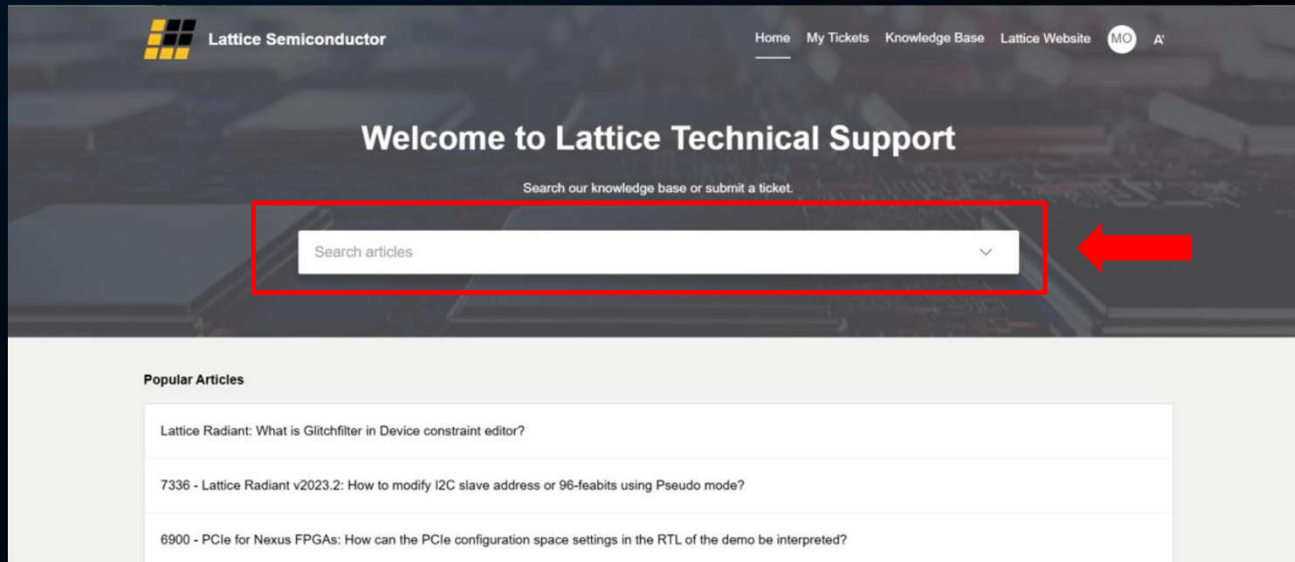 Lattice Semiconductor
Home My Tickets Knowledge Base Lattice Website MO A
Welcome to Lattice Technical Support
Search our knowledge base or submit a ticket.
Search articles
Popular Articles
Lattice Radiant: What is Glitchfilter in Device constraint editor?
7336 - Lattice Radiant v2023.2: How to modify I2C slave address or 96-feabits using Pseudo mode?
6900 - PCIe for Nexus FPGAs: How can the PCIe configuration space settings in the RTL of the demo be interpreted?